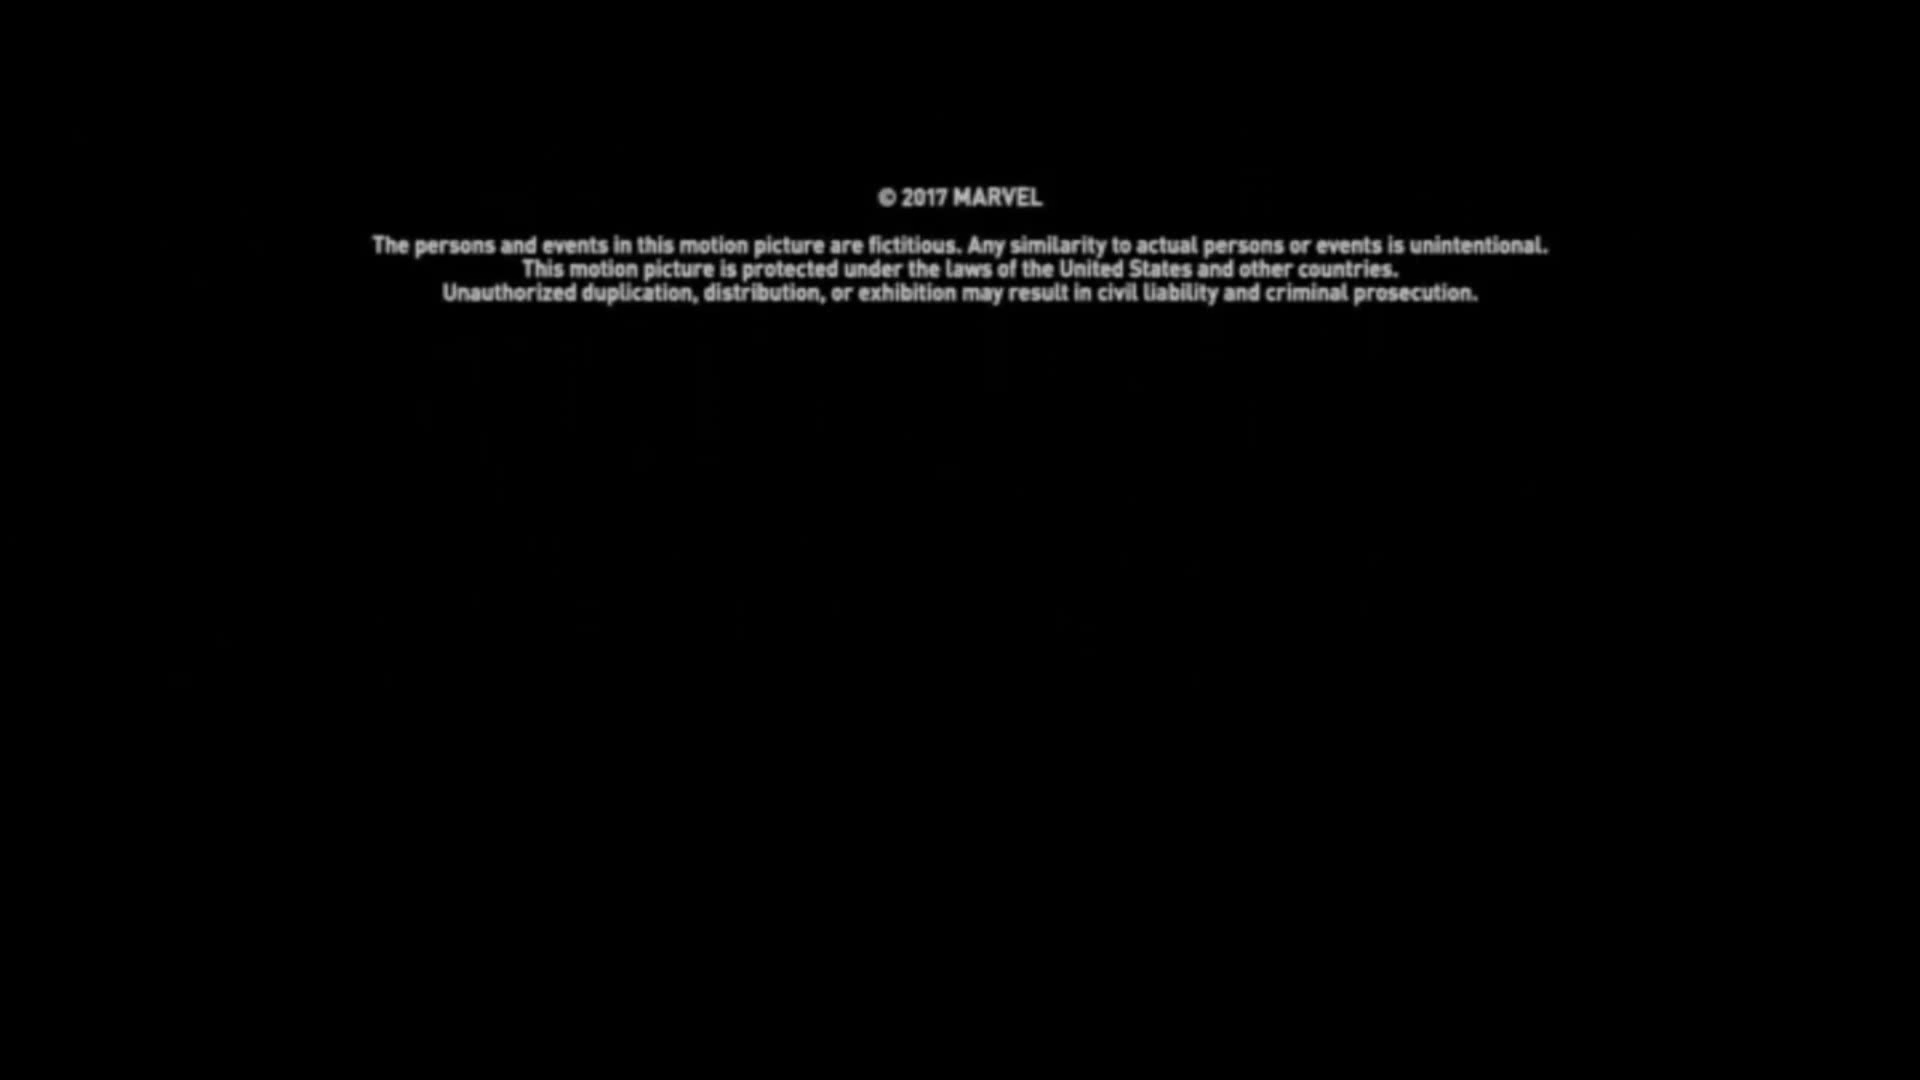 © 2017 MARVEL
The persons and events in this motion picture are fictitious. Any similarity to actual persons or events is unintentional.
This motion picture is protected under the laws of the United States and other countries.
Unauthorized duplication, distribution, or exhibition may result in civil liability and criminal prosecution.